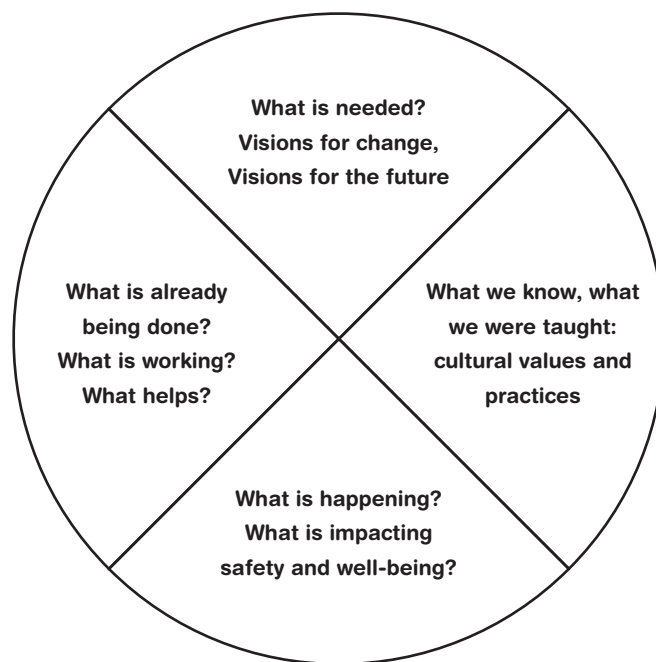 What is needed?
Visions for change,
Visions for the future
What is already
being done?
What is working?
What helps?
What we know, what
we were taught:
cultural values and
practices
What is happening?
What is impacting
safety and well-being?